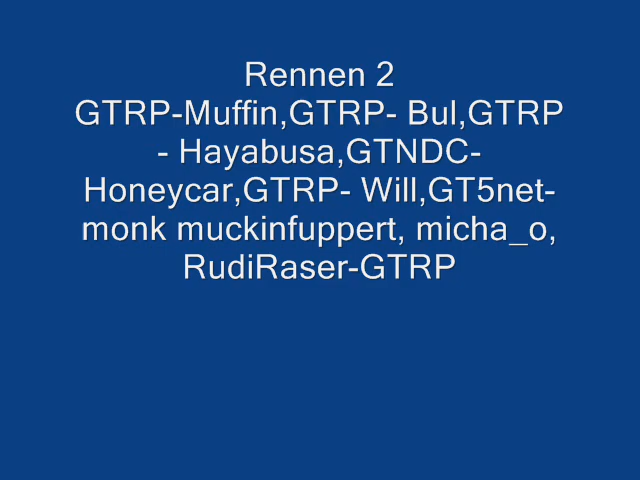 Rennen 2
GTRP-Muffin,GTRP- Bul,GTRP
- Hayabusa,GTNDC-
Honeycar,GTRP- Will,GT5net-
monk muckinfuppert, micha_o,
RudiRaser-GTRP